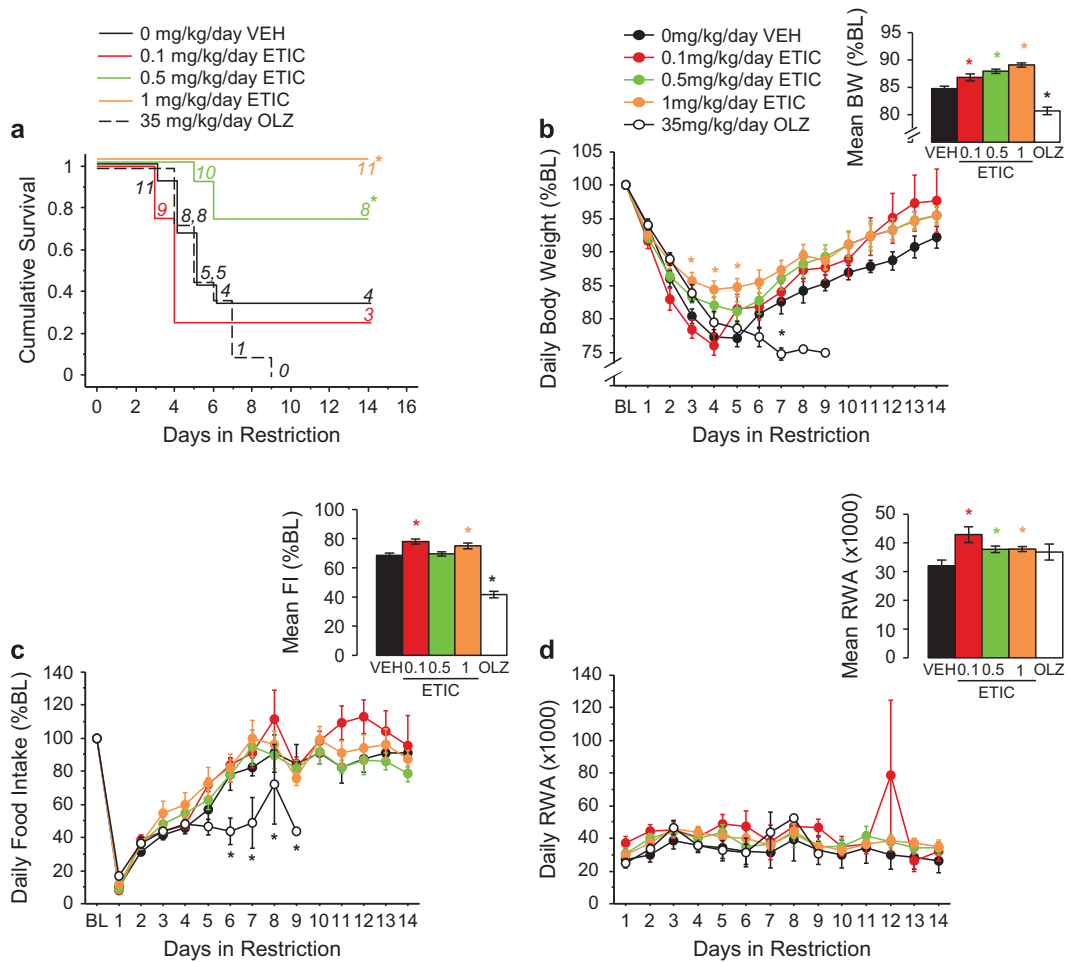 0 mg/kg/day VEH
0.1 mg/kg/day ETIC
0.5 mg/kg/day ETIC
1 mg/kg/day ETIC
35 mg/kg/day OLZ
a
Cumulative Survival
1
0.8
0.6
0.4
0.2
0
11
9
10
8,8
5,5
4
1
0
11*
8*
4
3
0 2 4 6 8 10 12 14 16
Days in Restriction
0mg/kg/day VEH
0.1mg/kg/day ETIC
0.5mg/kg/day ETIC
1mg/kg/day ETIC
35mg/kg/day OLZ
b
Mean BW (%BL)
95
90
85
80
* * * *
VEH 0.1 0.5 1 OLZ
ETIC
Daily Body Weight (%BL)
100
95
90
85
80
75
* * *
*
BL 1 2 3 4 5 6 7 8 9 10 11 12 13 14
Days in Restriction
Mean FI (%BL)
100
80
60
40
20
0
* * *
VEH 0.1 0.5 1 OLZ
ETIC
c
Daily Food Intake (%BL)
140
120
100
80
60
40
20
0
* * * *
BL 1 2 3 4 5 6 7 8 9 10 11 12 13 14
Days in Restriction
Mean RWA (x1000)
50
40
30
20
10
0
* * *
VEH 0.1 0.5 1 OLZ
ETIC
d
Daily RWA (x1000)
140
120
100
80
60
40
20
0
1 2 3 4 5 6 7 8 9 10 11 12 13 14
Days in Restriction